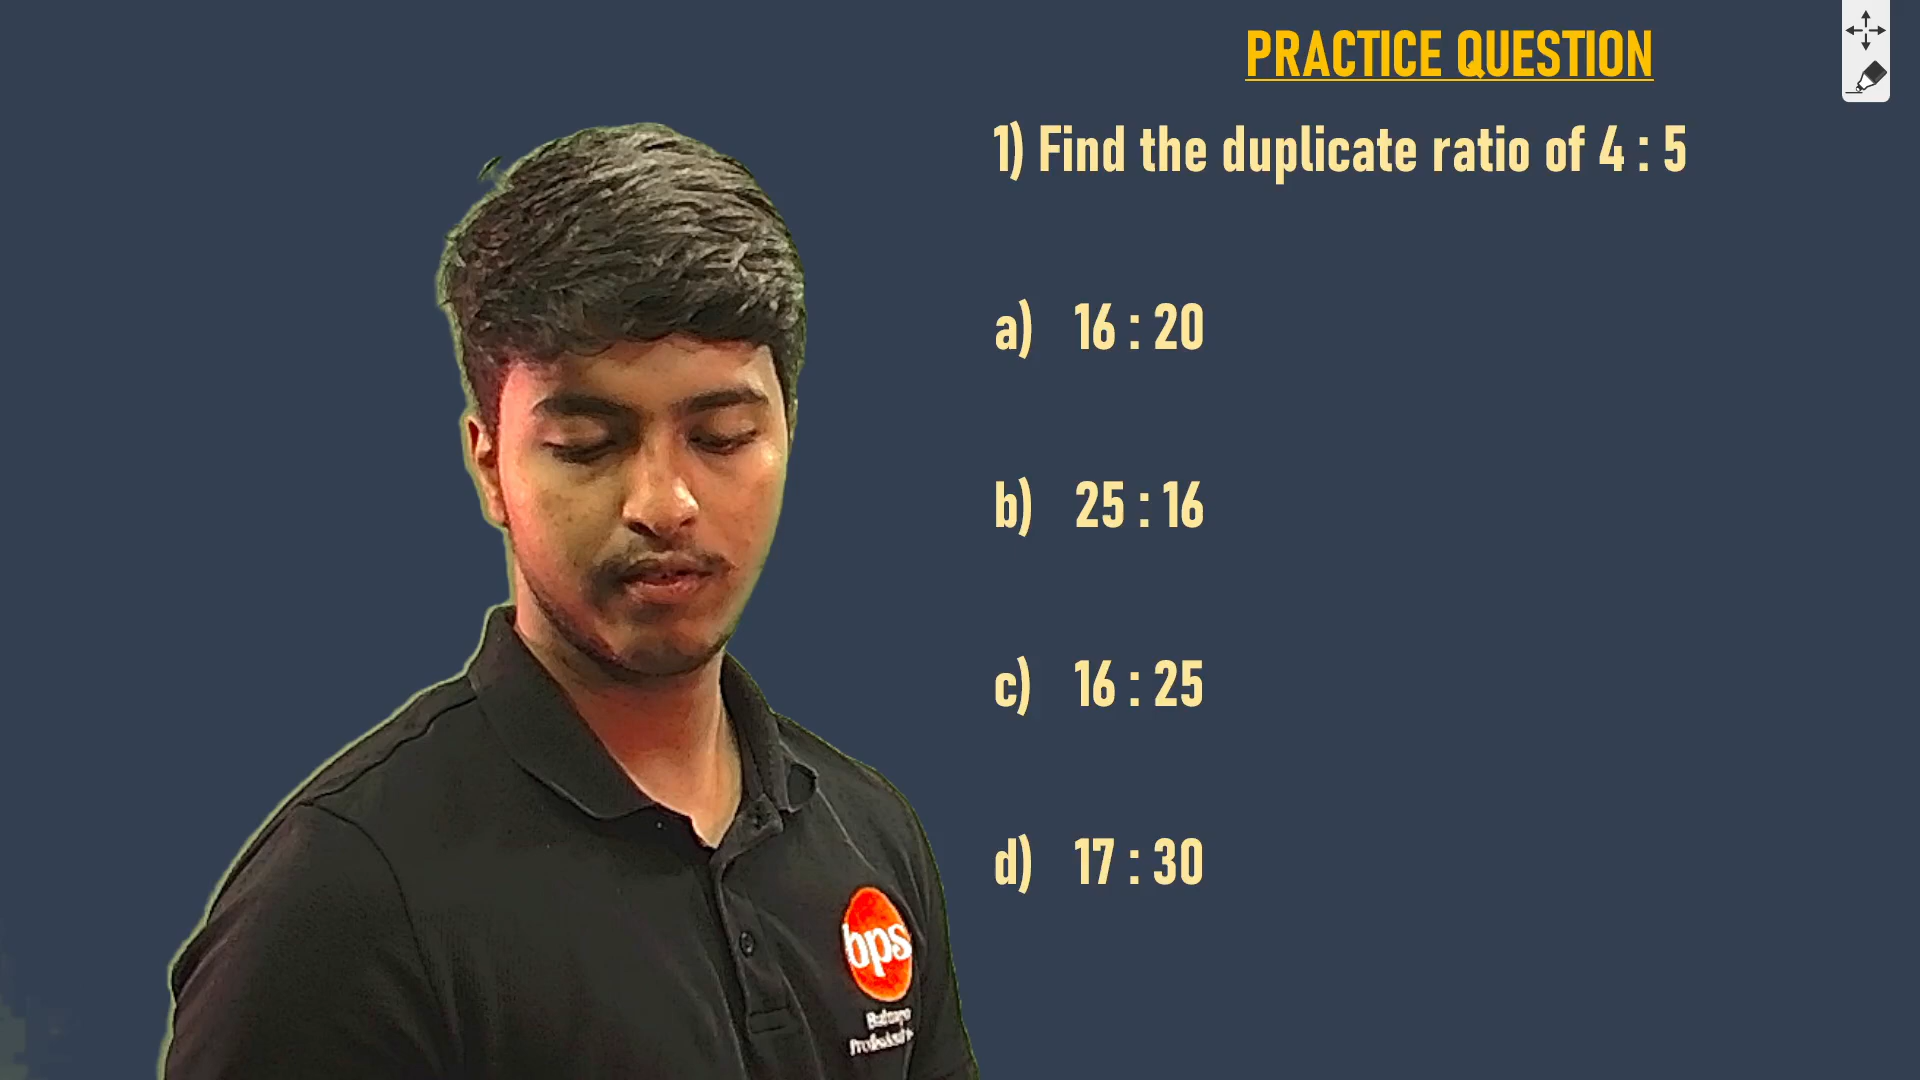 PRACTICE QUESTION
1) Find the duplicate ratio of 4 : 5
a) 16 : 20
b) 25 : 16
c) 16 : 25
d) 17 : 30
bps